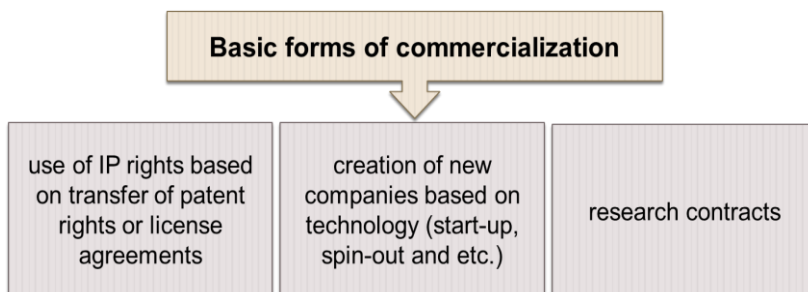 Basic forms of commercialization
use of IP rights based
on transfer of patent
rights or license
agreements
creation of new
companies based on
technology (start-up,
spin-out and etc.)
research contracts